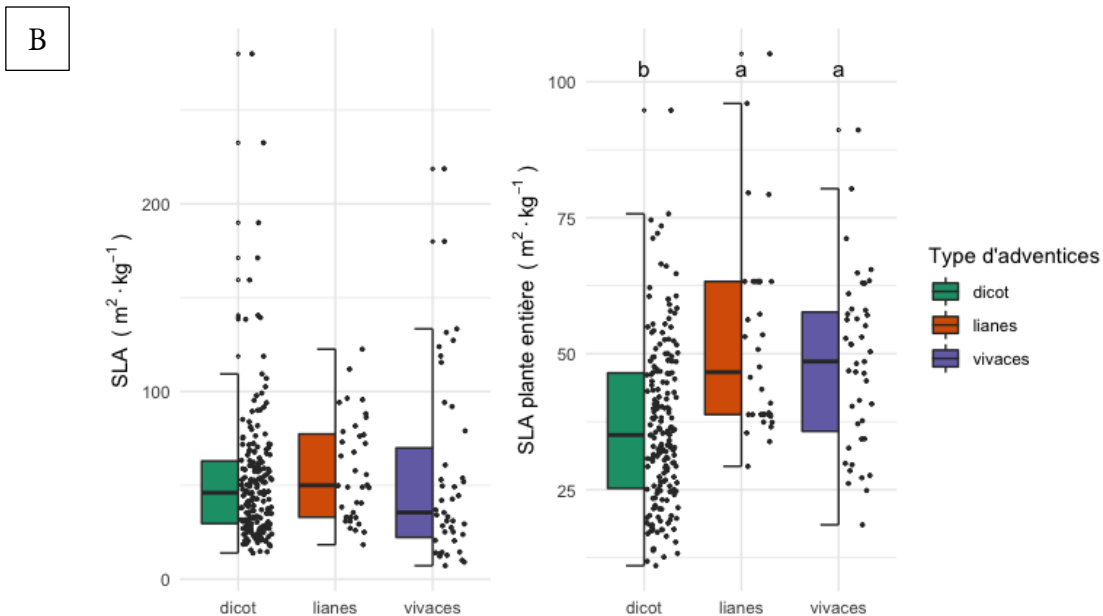 B
SLA ( m² · kg⁻¹ )
200
100
0
dicot lianes vivaces
SLA plante entière ( m² · kg⁻¹ )
b a a
100
75
50
25
dicot lianes vivaces
Type d'adventices
dicot
lianes
vivaces